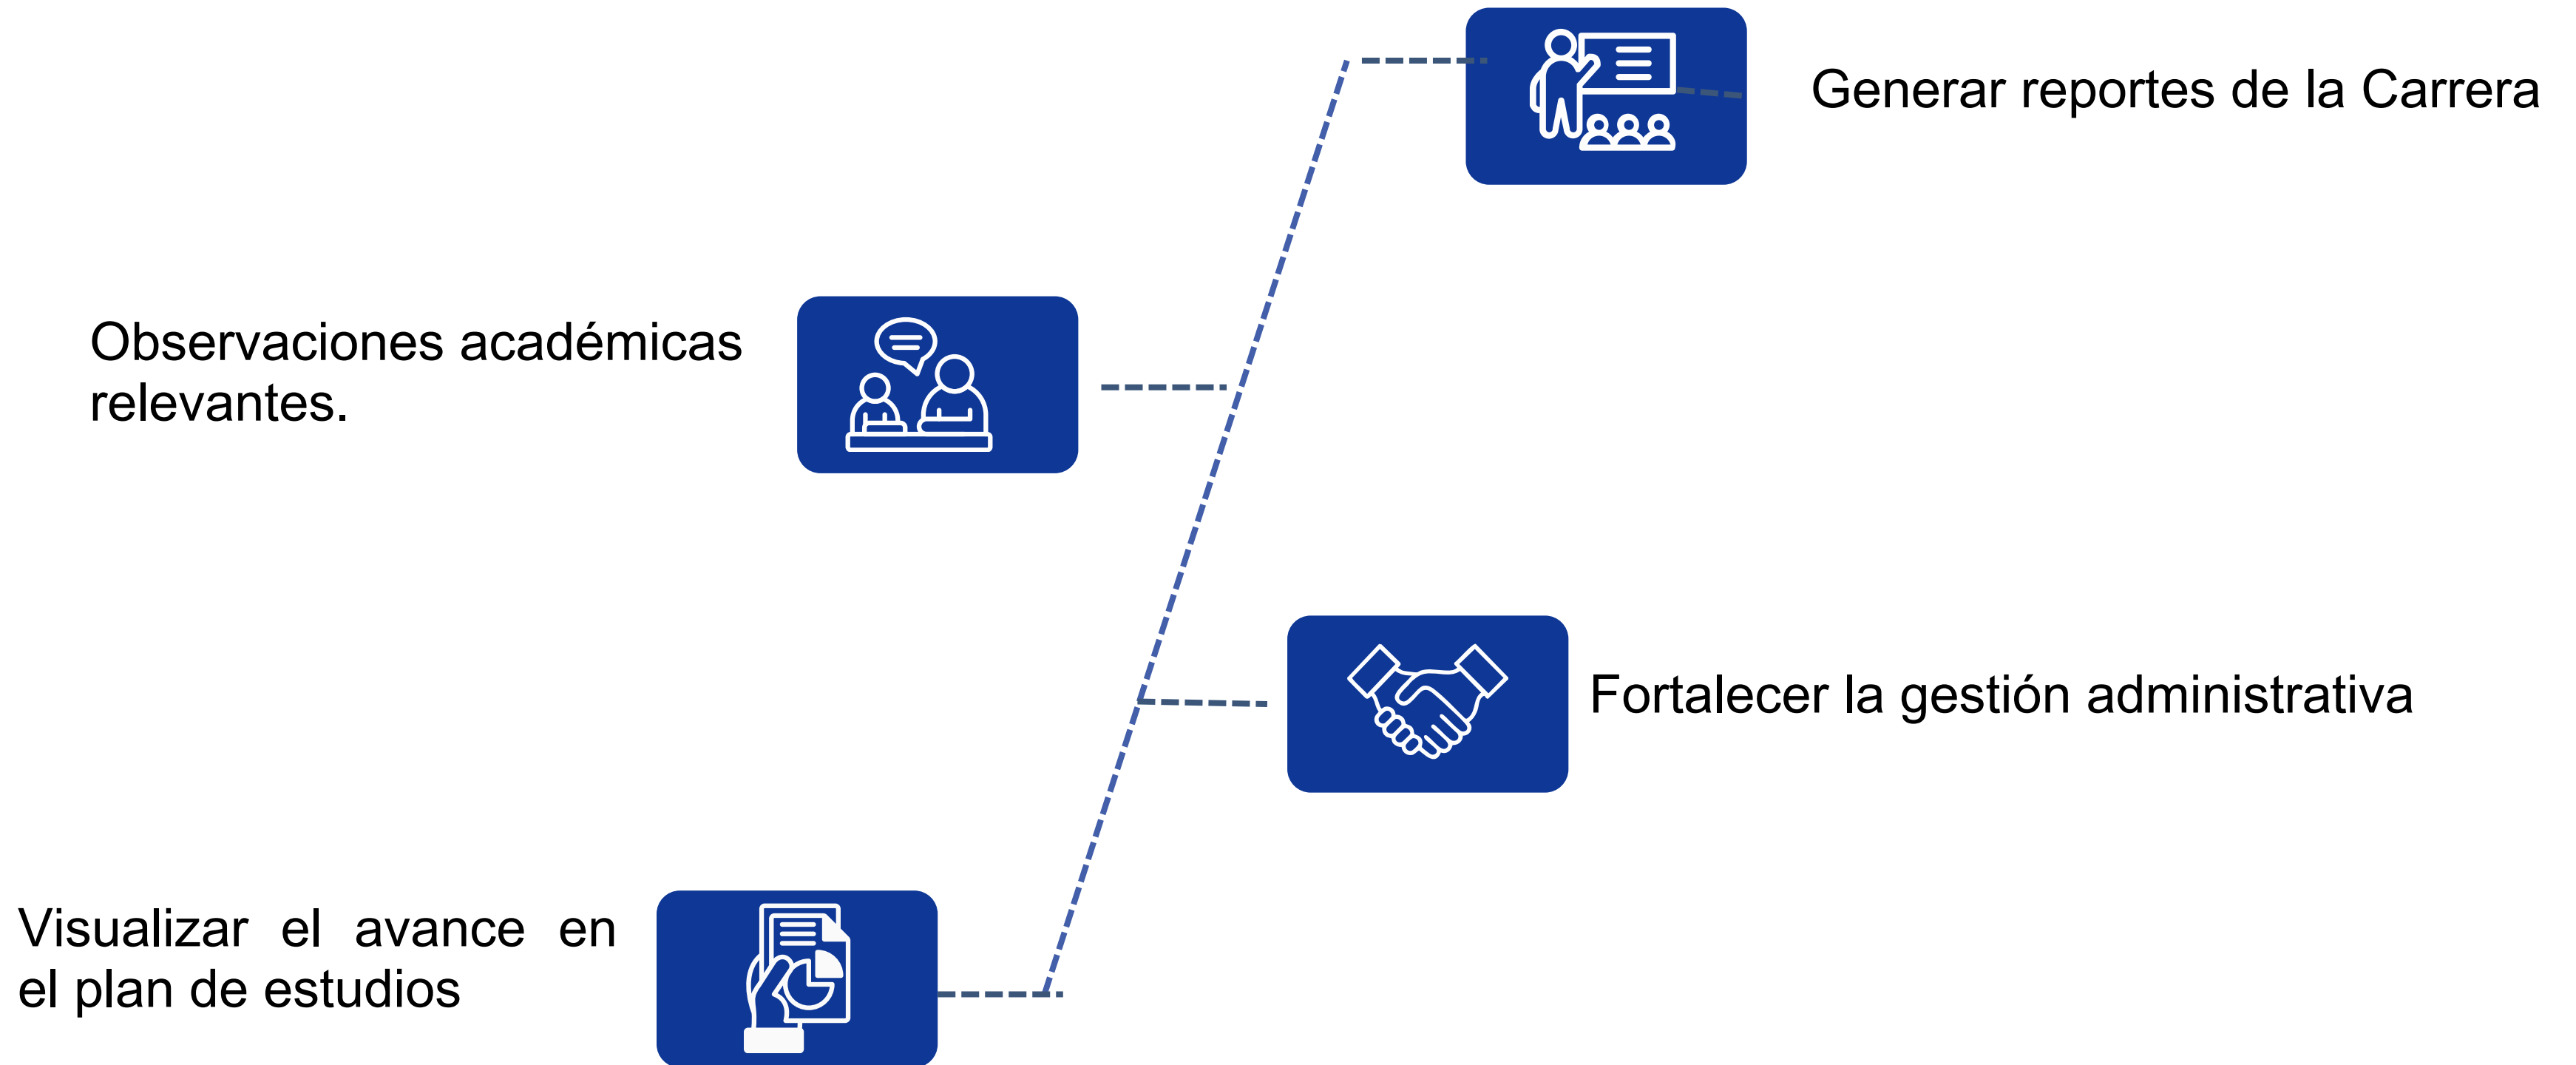 Generar reportes de la Carrera
Observaciones académicas
relevantes.
Fortalecer la gestión administrativa
Visualizar el avance en
el plan de estudios